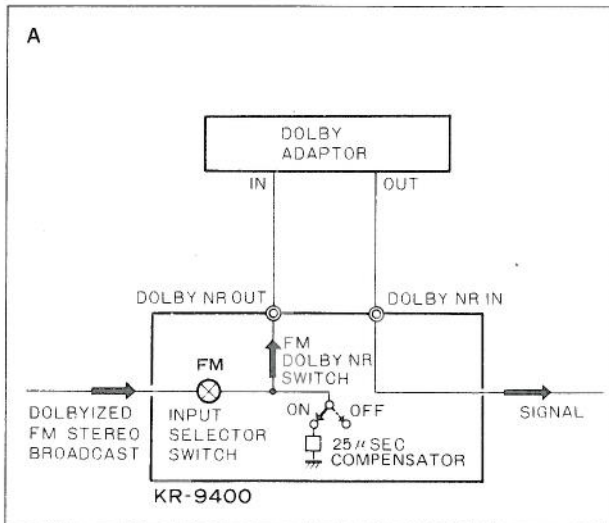 A
DOLBY
ADAPTOR
IN
OUT
DOLBY NR OUT
DOLBY NR IN
FM
DOLBY NR
SWITCH
FM
DOLBYIZED
FM STEREO
BROADCAST
INPUT
SELECTOR
SWITCH
ON
OFF
25μSEC
COMPENSATOR
SIGNAL
KR-9400